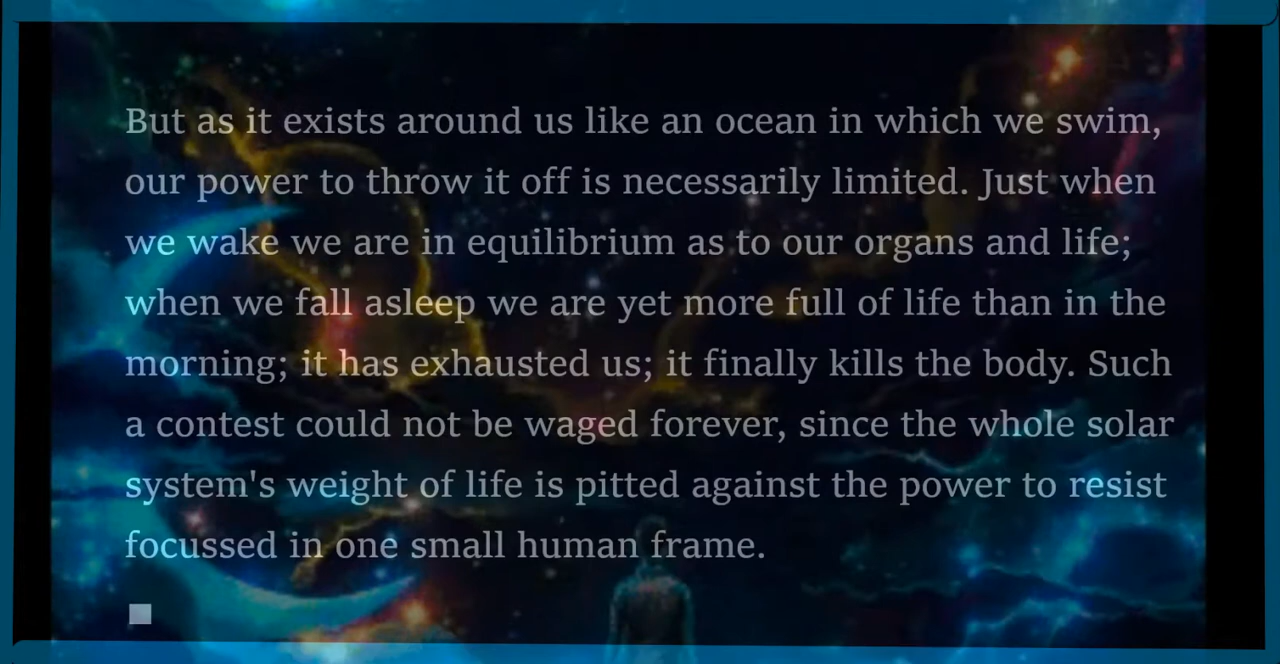 But as it exists around us like an ocean in which we swim,
our power to throw it off is necessarily limited. Just when
we wake we are in equilibrium as to our organs and life;
when we fall asleep we are yet more full of life than in the
morning; it has exhausted us; it finally kills the body. Such
a contest could not be waged forever, since the whole solar
system's weight of life is pitted against the power to resist
focussed in one small human frame.
■